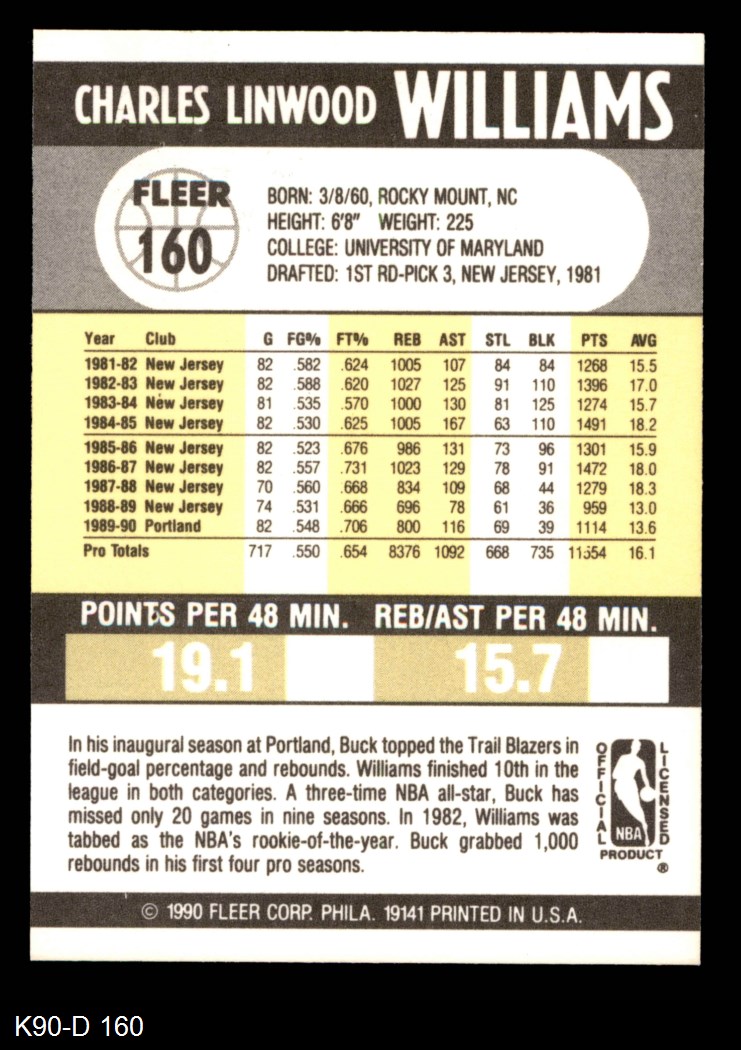 CHARLES LINWOOD WILLIAMS
FLEER
160
BORN: 3/8/60, ROCKY MOUNT, NC
HEIGHT: 6'8" WEIGHT: 225
COLLEGE: UNIVERSITY OF MARYLAND
DRAFTED: 1ST RD-PICK 3, NEW JERSEY, 1981
Year Club G FG% FT% REB AST STL BLK PTS AVG
1981-82 New Jersey 82 .582 .624 1005 107 84 84 1268 15.5
1982-83 New Jersey 82 .588 .620 1027 125 91 110 1396 17.0
1983-84 New Jersey 81 .535 .570 1000 130 81 125 1274 15.7
1984-85 New Jersey 82 .530 .625 1005 167 63 110 1491 18.2
1985-86 New Jersey 82 .523 .676 986 131 73 96 1301 15.9
1986-87 New Jersey 82 .557 .731 1023 129 78 91 1472 18.0
1987-88 New Jersey 70 .560 .668 834 109 68 44 1279 18.3
1988-89 New Jersey 74 .531 .666 696 78 61 36 959 13.0
1989-90 Portland 82 .548 .706 800 116 69 39 1114 13.6
Pro Totals 717 .550 .654 8376 1092 668 735 11554 16.1
POINTS PER 48 MIN. REB/AST PER 48 MIN.
19.1 15.7
In his inaugural season at Portland, Buck topped the Trail Blazers in
field-goal percentage and rebounds. Williams finished 10th in the
league in both categories. A three-time NBA all-star, Buck has
missed only 20 games in nine seasons. In 1982, Williams was
tabbed as the NBA's rookie-of-the-year. Buck grabbed 1,000
rebounds in his first four pro seasons.
OFFICIAL
LICENSED
NBA
PRODUCT
®
© 1990 FLEER CORP. PHILA. 19141 PRINTED IN U.S.A.
K90-D 160